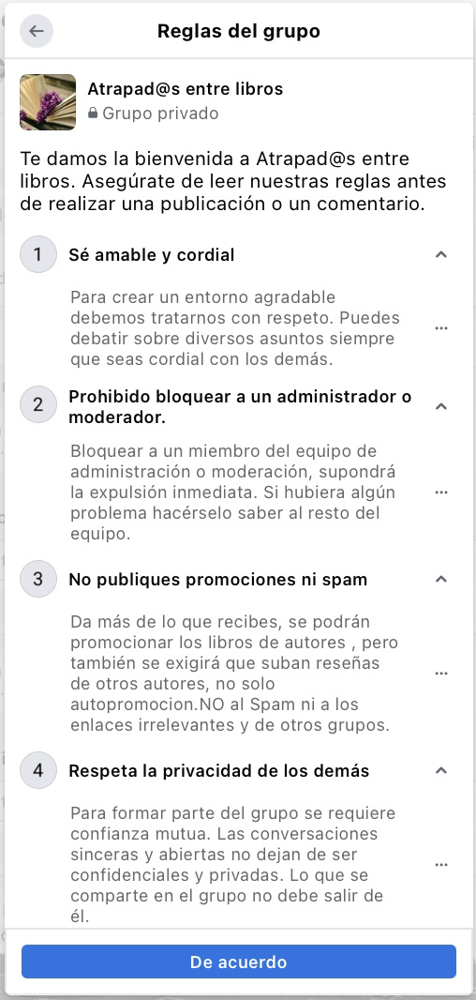 Reglas del grupo
Atrapad@s entre libros
Grupo privado
Te damos la bienvenida a Atrapad@s entre
libros. Asegúrate de leer nuestras reglas antes
de realizar una publicación o un comentario.
1 Sé amable y cordial
Para crear un entorno agradable
debemos tratarnos con respeto. Puedes
debatir sobre diversos asuntos siempre
que seas cordial con los demás.
2 Prohibido bloquear a un administrador o
moderador.
Bloquear a un miembro del equipo de
administración o moderación, supondrá
la expulsión inmediata. Si hubiera algún
problema hacérselo saber al resto del
equipo.
3 No publiques promociones ni spam
Da más de lo que recibes, se podrán
promocionar los libros de autores , pero
también se exigirá que suban reseñas
de otros autores, no solo
autopromocion.NO al Spam ni a los
enlaces irrelevantes y de otros grupos.
4 Respeta la privacidad de los demás
Para formar parte del grupo se requiere
confianza mutua. Las conversaciones
sinceras y abiertas no dejan de ser
confidenciales y privadas. Lo que se
comparte en el grupo no debe salir de
él.
De acuerdo